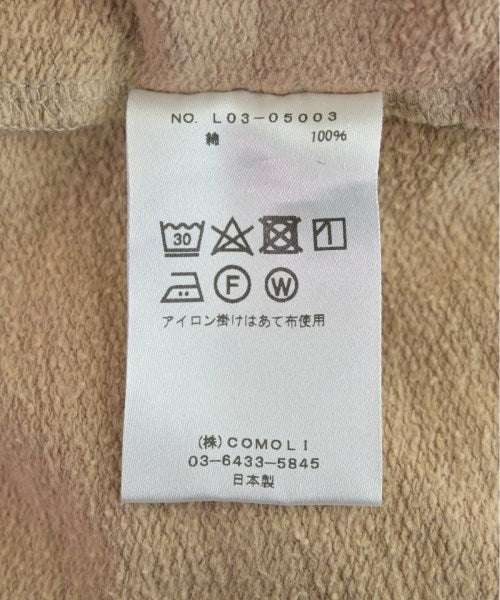 NO. L03-05003
綿 100%
30
F W
アイロン掛けはあて布使用
(株)COMOLI
03-6433-5845
日本製